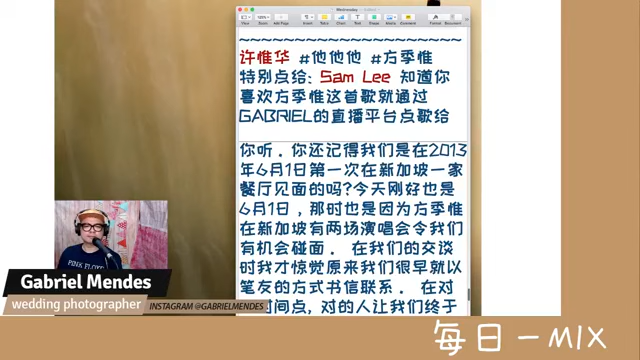 Wednesday
~~~~~~~~~~~~~~~~~~~~~~~
许惟华 #他他他 #方季惟
特别点给: Sam Lee 知道你
喜欢方季惟这首歌就通过
GABRIEL的直播平台点歌给
你听 . 你还记得我们是在2013
年6月1日第一次在新加坡一家
餐厅见面的吗?今天刚好也是
6月1日 , 那时也是因为方季惟
在新加坡有两场演唱会令我们
有机会碰面 . 在我们的交谈
时我才惊觉原来我们很早就以
笔友的方式书信联系 . 在对
时间点, 对的人让我们终于
PINK FLOYD
Gabriel Mendes
wedding photographer
INSTAGRAM @GABRIELMENDES
每日一MIX